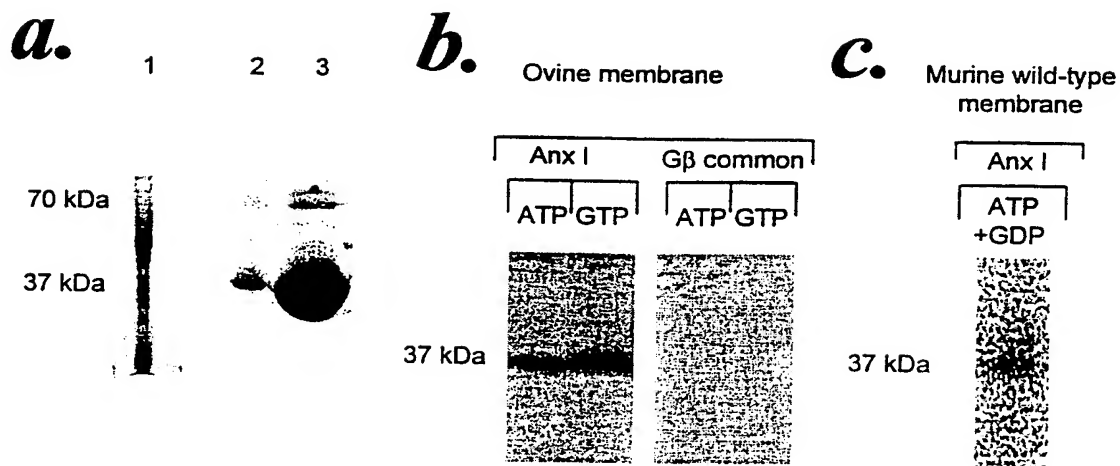 a.
1 2 3
70 kDa
37 kDa
b.
Ovine membrane
Anx I Gβ common
ATP GTP ATP GTP
37 kDa
c.
Murine wild-type
membrane
Anx I
ATP
+GDP
37 kDa